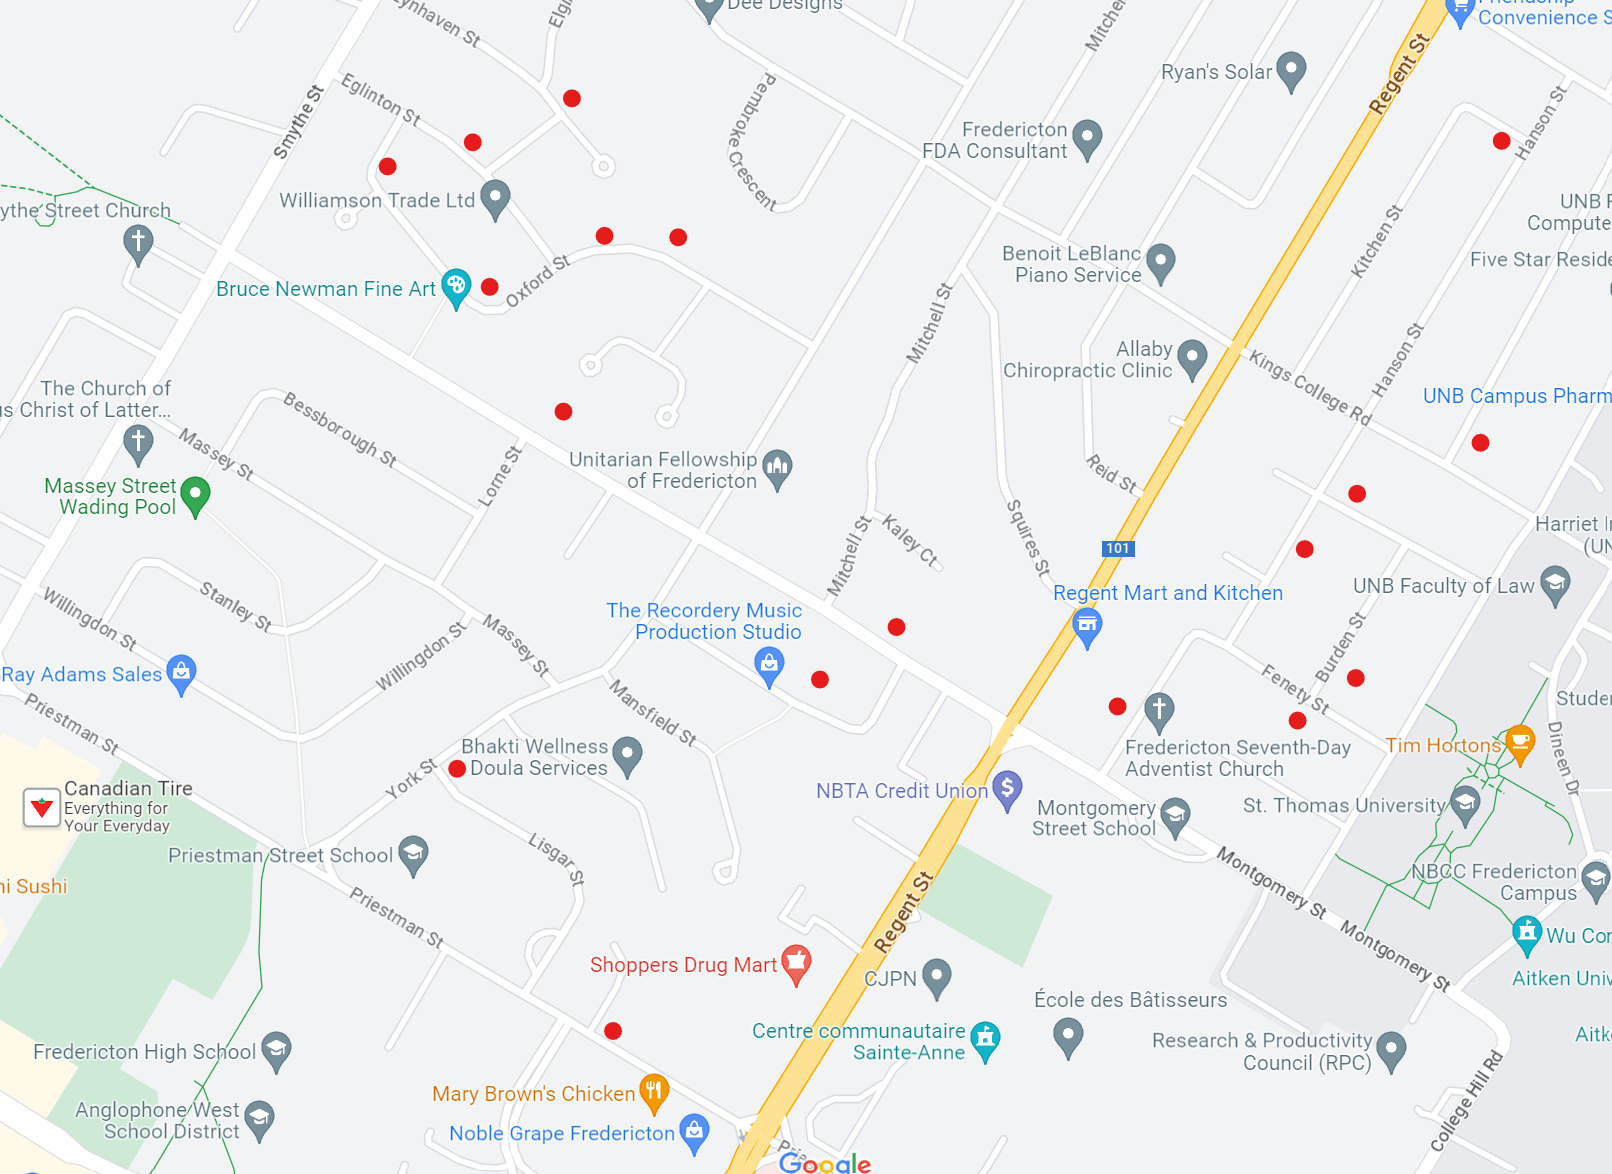 Lynhaven St
Elgi
Dee Designs
Mitchel
Friendship
Convenience S
Regent St
Ryan's Solar
Eglinton St
Smythe St
Pembroke Crescent
Fredericton
FDA Consultant
Hanson St
Williamson Trade Ltd
ythe Street Church
UNB F
Compute
Kitchen St
Benoit LeBlanc
Piano Service
Five Star Reside
Bruce Newman Fine Art
Oxford St
Mitchell St
Allaby
Chiropractic Clinic
Kings College Rd
Hanson St
The Church of
us Christ of Latter...
Bessborough St
UNB Campus Pharm
Massey St
Lorne St
Unitarian Fellowship
of Fredericton
Reid St
Massey Street
Wading Pool
Mitchell St
Kaley Ct
Squires St
101
Harriet I
(UN
Regent Mart and Kitchen
UNB Faculty of Law
Willingdon St
Stanley St
The Recordery Music
Production Studio
Massey St
Willingdon St
Burden St
Fenety St
Ray Adams Sales
Priestman St
Mansfield St
Studen
Bhakti Wellness
Doula Services
Fredericton Seventh-Day
Adventist Church
Tim Hortons
Dineen Dr
York St
Canadian Tire
Everything for
Your Everyday
NBTA Credit Union
Montgomery
Street School
St. Thomas University
Priestman Street School
Lisgar St
Montgomery St
NBCC Fredericton
Campus
ni Sushi
Priestman St
Regent St
Montgomery St
Wu Con
Shoppers Drug Mart
CJPN
Aitken Univ
École des Bâtisseurs
Centre communautaire
Sainte-Anne
Research & Productivity
Council (RPC)
Aitk
Fredericton High School
College Hill Rd
Mary Brown's Chicken
Anglophone West
School District
Noble Grape Fredericton
Google